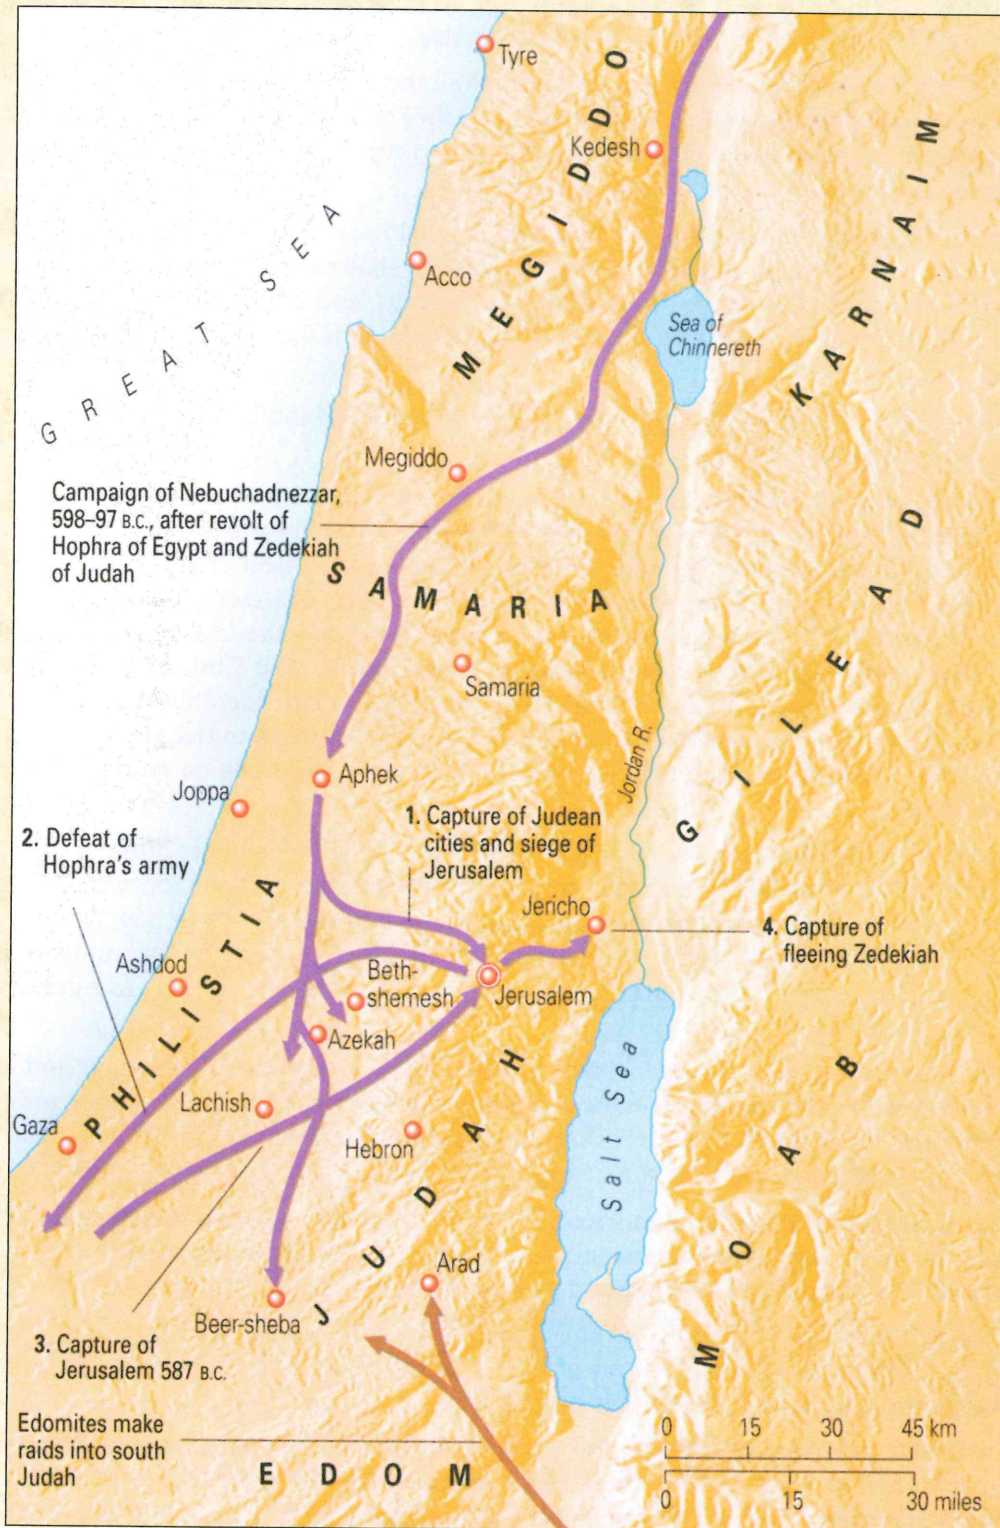 Tyre
MEGIDDO
Kedesh
KARNAIM
GREAT SEA
Acco
Sea of
Chinnereth
Megiddo
Campaign of Nebuchadnezzar,
598–97 B.C., after revolt of
Hophra of Egypt and Zedekiah
of Judah
SAMARIA
GILEAD
Samaria
Jordan R.
Aphek
Joppa
2. Defeat of
Hophra's army
1. Capture of Judean
cities and siege of
Jerusalem
Jericho
4. Capture of
fleeing Zedekiah
PHILISTIA
Ashdod
Beth-
shemesh
Jerusalem
Azekah
Lachish
Gaza
Hebron
JUDAH
Salt Sea
MOAB
Arad
Beer-sheba
3. Capture of
Jerusalem 587 B.C.
Edomites make
raids into south
Judah
EDOM
0 15 30 45 km
0 15 30 miles